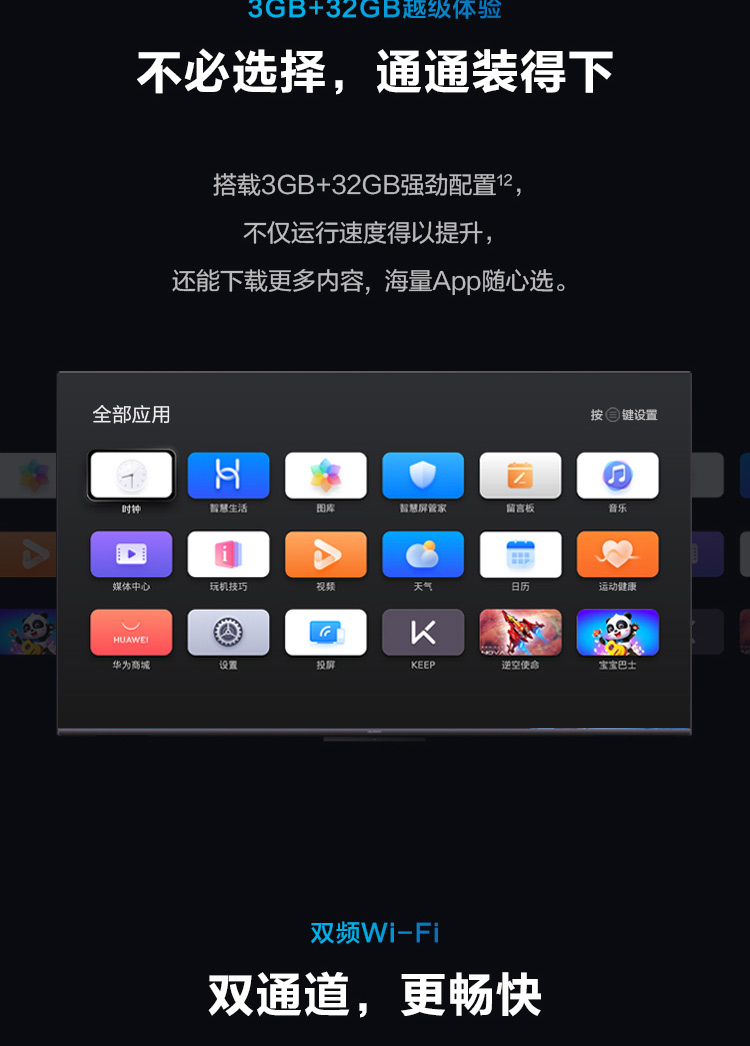 3GB+32GB越级体验
不必选择，通通装得下
搭载3GB+32GB强劲配置12，
不仅运行速度得以提升，
还能下载更多内容，海量App随心选。
全部应用
按键设置
时钟 智慧生活 图库 智慧屏管家 留言板 音乐
媒体中心 玩机技巧 视频 天气 日历 运动健康
HUAWEI
华为商城 设置 投屏 KEEP 逆空使命 宝宝巴士
双频Wi-Fi
双通道，更畅快